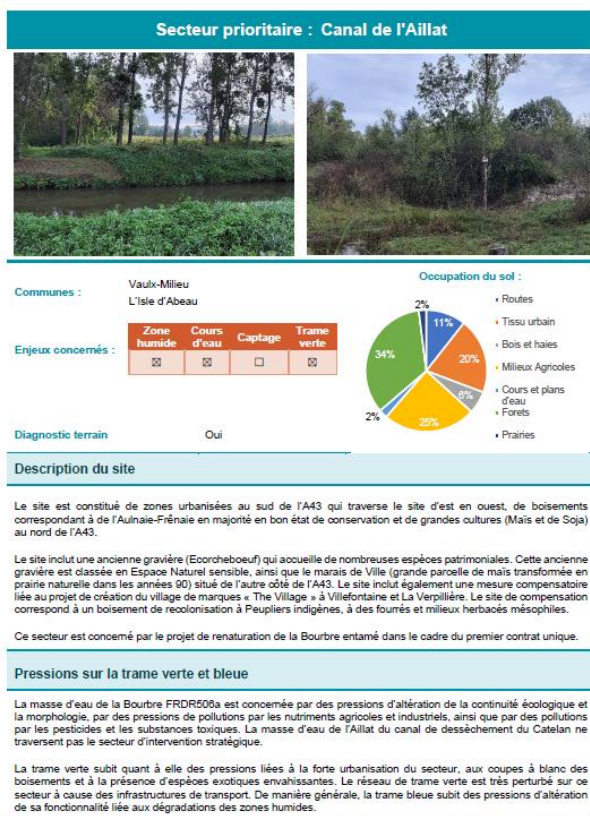 Secteur prioritaire : Canal de l'Aillat
Communes :
Vaulx-Milieu
L'Isle d'Abeau
Enjeux concernés :
Zone humide
Cours d'eau
Captage
Trame verte
☒ ☒ ☐ ☒
Diagnostic terrain
Oui
Occupation du sol :
2%
11%
20%
6%
25%
2%
34%
Routes
Tissu urbain
Bois et haies
Milieux Agricoles
Cours et plans
d'eau
Forets
Prairies
Description du site
Le site est constitué de zones urbanisées au sud de l'A43 qui traverse le site d'est en ouest, de boisements
correspondant à de l'Aulnaie-Frênaie en majorité en bon état de conservation et de grandes cultures (Maïs et de Soja)
au nord de l'A43.
Le site inclut une ancienne gravière (Ecorcheboeuf) qui accueille de nombreuses espèces patrimoniales. Cette ancienne
gravière est classée en Espace Naturel sensible, ainsi que le marais de Ville (grande parcelle de maïs transformée en
prairie naturelle dans les années 90) situé de l'autre côté de l'A43. Le site inclut également une mesure compensatoire
liée au projet de création du village de marques « The Village » à Villefontaine et La Verpillière. Le site de compensation
correspond à un boisement de recolonisation à Peupliers indigènes, à des fourrés et milieux herbacés mésophiles.
Ce secteur est concerné par le projet de renaturation de la Bourbre entamé dans le cadre du premier contrat unique.
Pressions sur la trame verte et bleue
La masse d'eau de la Bourbre FRDR506a est concernée par des pressions d'altération de la continuité écologique et
la morphologie, par des pressions de pollutions par les nutriments agricoles et industriels, ainsi que par des pollutions
par les pesticides et les substances toxiques. La masse d'eau de l'Aillat du canal de dessèchement du Catelan ne
traversent pas le secteur d'intervention stratégique.
La trame verte subit quant à elle des pressions liées à la forte urbanisation du secteur, aux coupes à blanc des
boisements et à la présence d'espèces exotiques envahissantes. Le réseau de trame verte est très perturbé sur ce
secteur à cause des infrastructures de transport. De manière générale, la trame bleue subit des pressions d'altération
de sa fonctionnalité liée aux dégradations des zones humides.